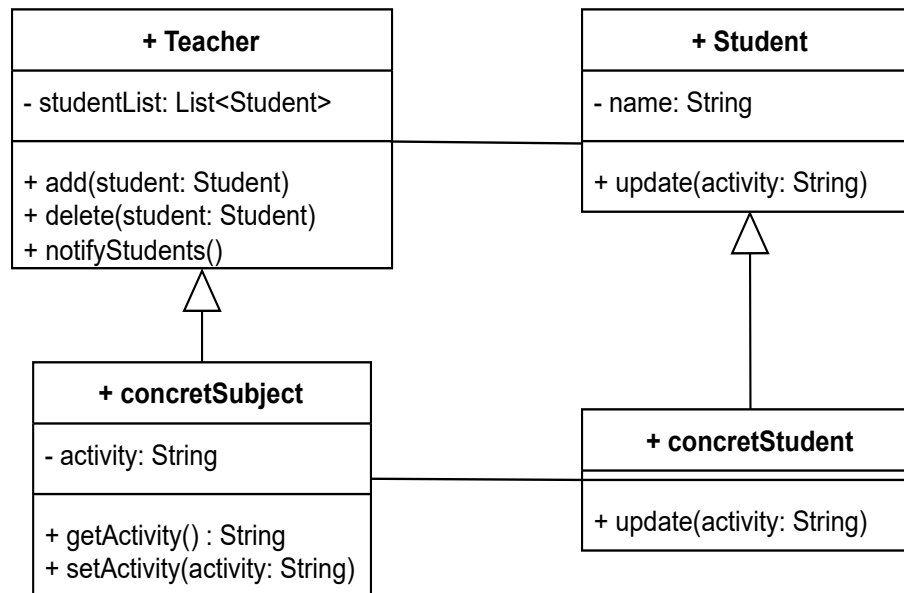 + Teacher
- studentList: List<Student>
+ add(student: Student)
+ delete(student: Student)
+ notifyStudents()
+ Student
- name: String
+ update(activity: String)
+ concretSubject
- activity: String
+ getActivity() : String
+ setActivity(activity: String)
+ concretStudent
+ update(activity: String)